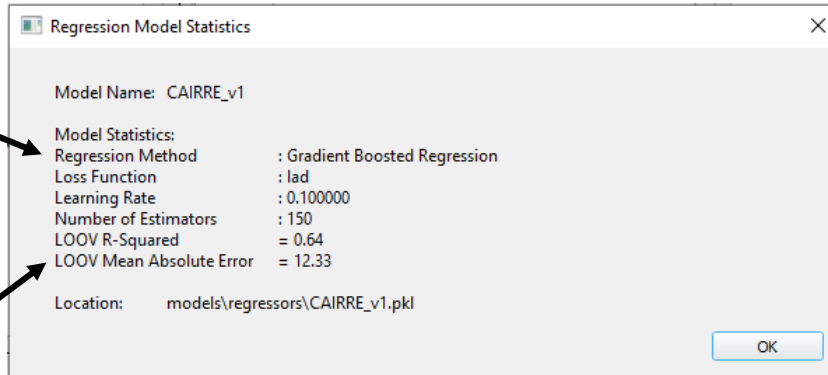 Regression Model Statistics
Model Name: CAIRRE_v1
Model Statistics:
Regression Method : Gradient Boosted Regression
Loss Function : lad
Learning Rate : 0.100000
Number of Estimators : 150
LOOV R-Squared = 0.64
LOOV Mean Absolute Error = 12.33
Location: models\regressors\CAIRRE_v1.pkl
OK